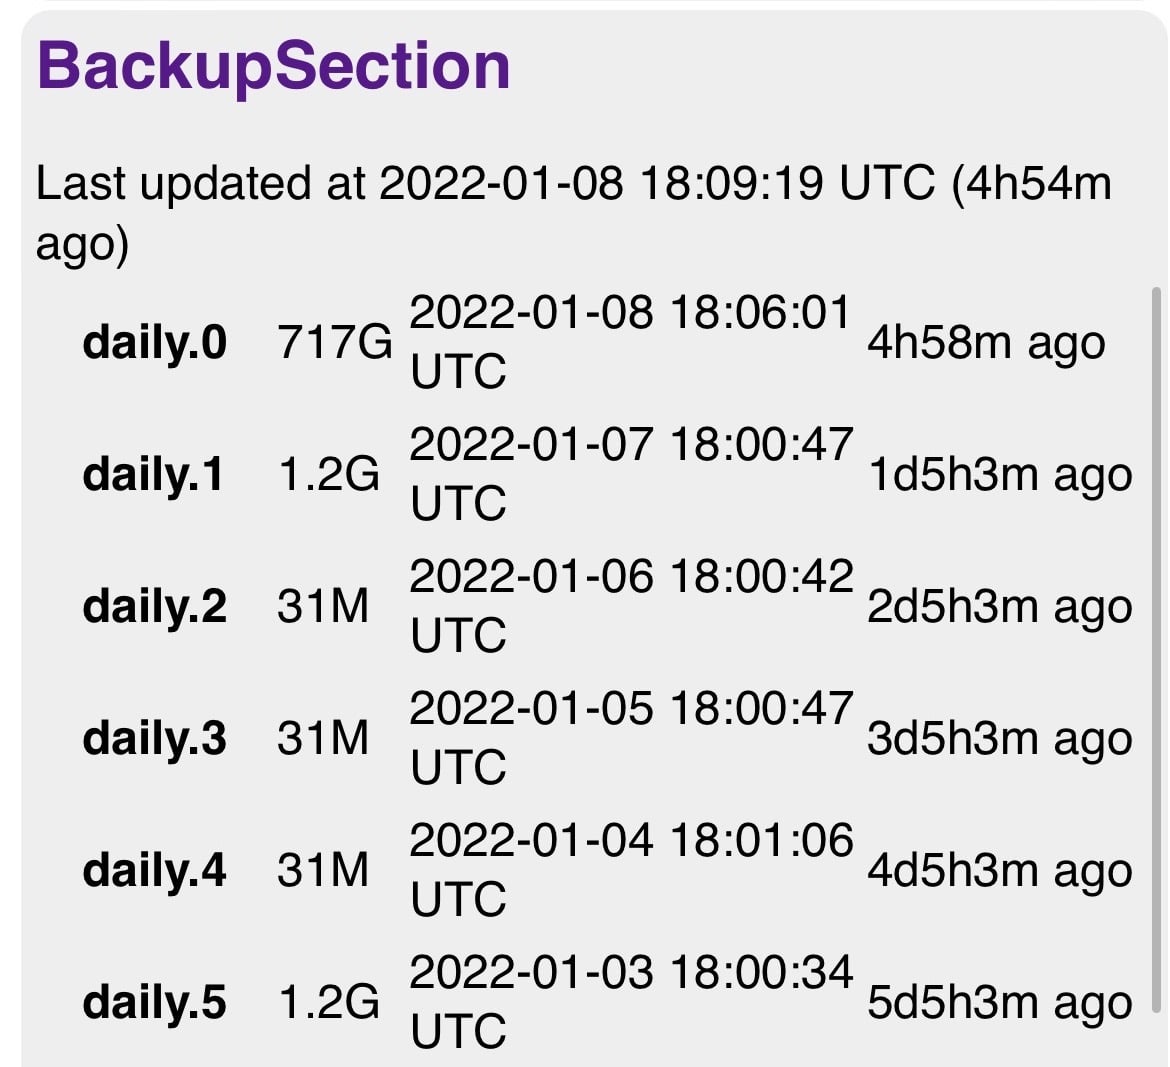 BackupSection
Last updated at 2022-01-08 18:09:19 UTC (4h54m
ago)
daily.0 717G 2022-01-08 18:06:01 UTC 4h58m ago
daily.1 1.2G 2022-01-07 18:00:47 UTC 1d5h3m ago
daily.2 31M 2022-01-06 18:00:42 UTC 2d5h3m ago
daily.3 31M 2022-01-05 18:00:47 UTC 3d5h3m ago
daily.4 31M 2022-01-04 18:01:06 UTC 4d5h3m ago
daily.5 1.2G 2022-01-03 18:00:34 UTC 5d5h3m ago